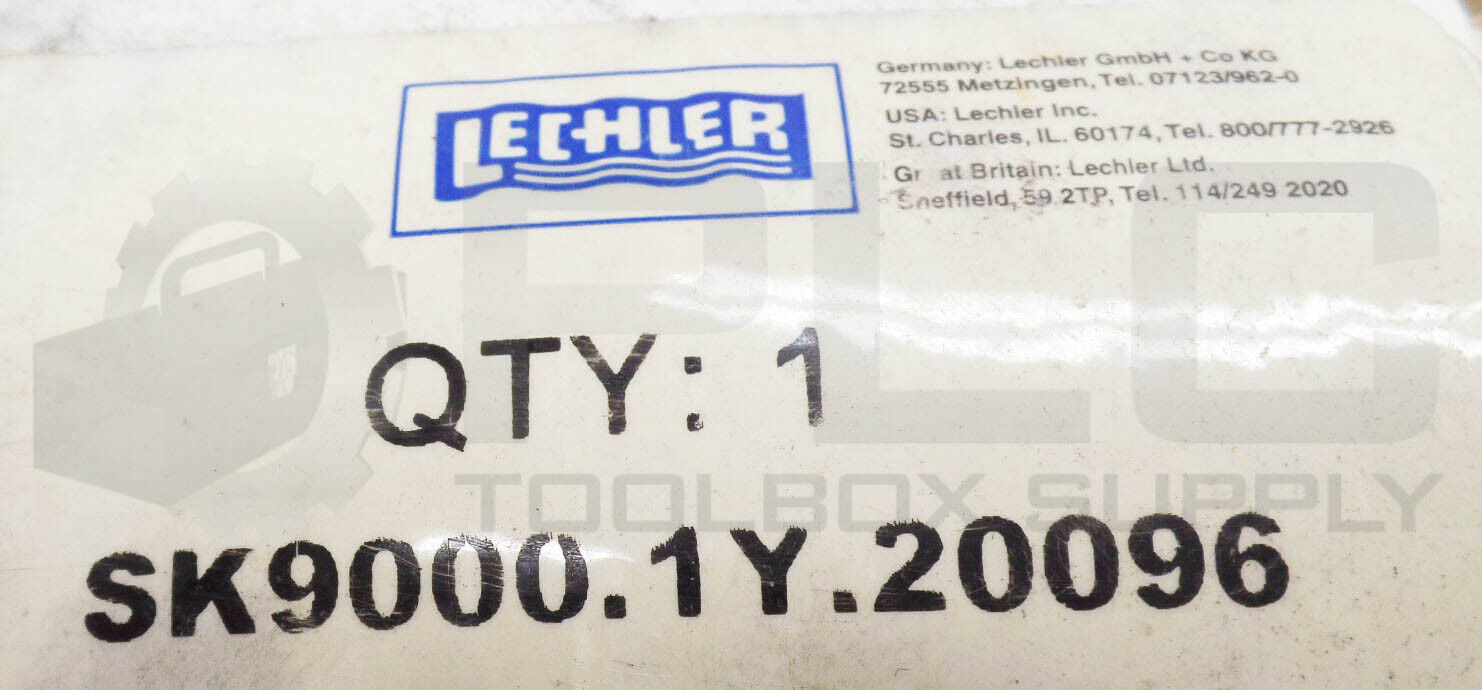 LECHLER
Germany: Lechler GmbH + Co KG
72555 Metzingen, Tel. 07123/962-0
USA: Lechler Inc.
St. Charles, IL. 60174, Tel. 800/777-2926
Gr at Britain: Lechler Ltd.
Sheffield, 59 2TP, Tel. 114/249 2020
PLC
TOOLBOX SUPPLY
QTY: 1
SK9000.1Y.20096